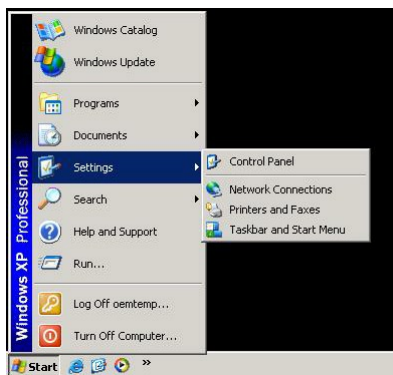 Windows Catalog
Windows Update
Programs
Documents
Settings
Search
Help and Support
Run...
Log Off oemtemp...
Turn Off Computer...
Windows XP Professional
Control Panel
Network Connections
Printers and Faxes
Taskbar and Start Menu
Start
»